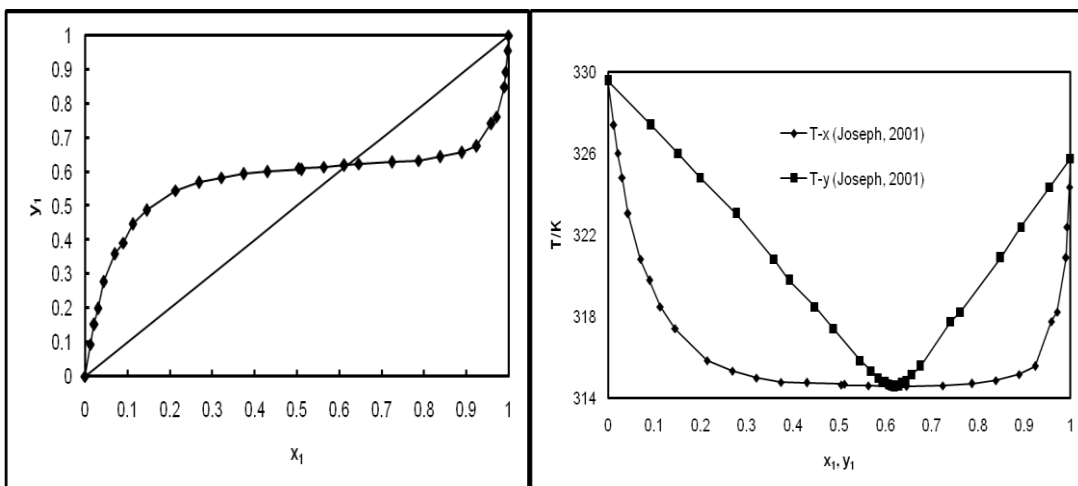 1
0.9
0.8
0.7
0.6
0.5
0.4
0.3
0.2
0.1
0
y₁
0 0.1 0.2 0.3 0.4 0.5 0.6 0.7 0.8 0.9 1
x₁
330
326
322
318
314
T/K
T-x (Joseph, 2001)
T-y (Joseph, 2001)
0 0.1 0.2 0.3 0.4 0.5 0.6 0.7 0.8 0.9 1
x₁, y₁